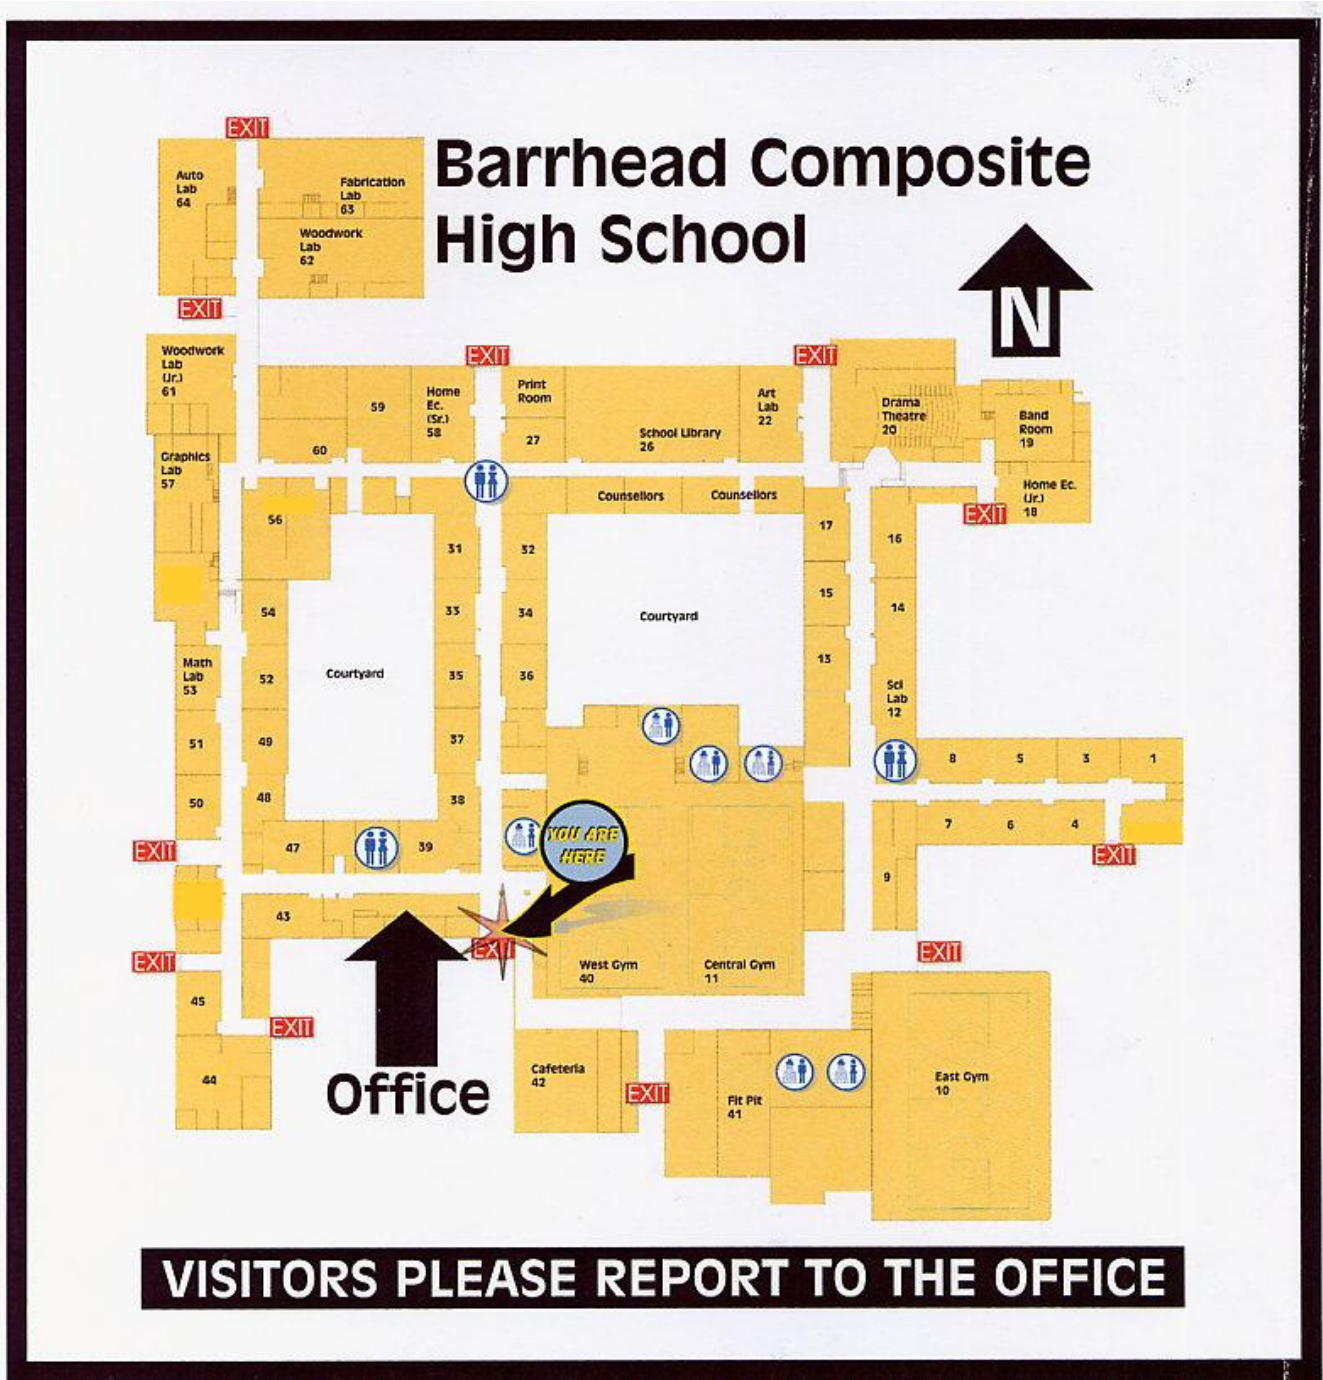 EXIT
Barrhead Composite
High School
Auto
Lab
64
Fabrication
Lab
63
Woodwork
Lab
62
N
EXIT
EXIT
EXIT
Woodwork
Lab
(Jr.)
61
59
Home
Ec.
(Sr.)
58
60
Print
Room
27
School Library
26
Art
Lab
22
Drama
Theatre
20
Band
Room
19
Home Ec.
(Jr.)
18
EXIT
Graphics
Lab
57
56
Counsellors
Counsellors
31
32
17
16
54
33
34
15
14
Courtyard
Courtyard
Math
Lab
53
52
35
36
13
Sci
Lab
12
51
49
37
8
5
3
1
50
48
38
7
6
4
EXIT
47
39
YOU ARE
HERE
EXIT
9
43
EXIT
EXIT
EXIT
West Gym
40
Central Gym
11
45
EXIT
44
Office
Cafeteria
42
EXIT
Fit Pit
41
East Gym
10
VISITORS PLEASE REPORT TO THE OFFICE